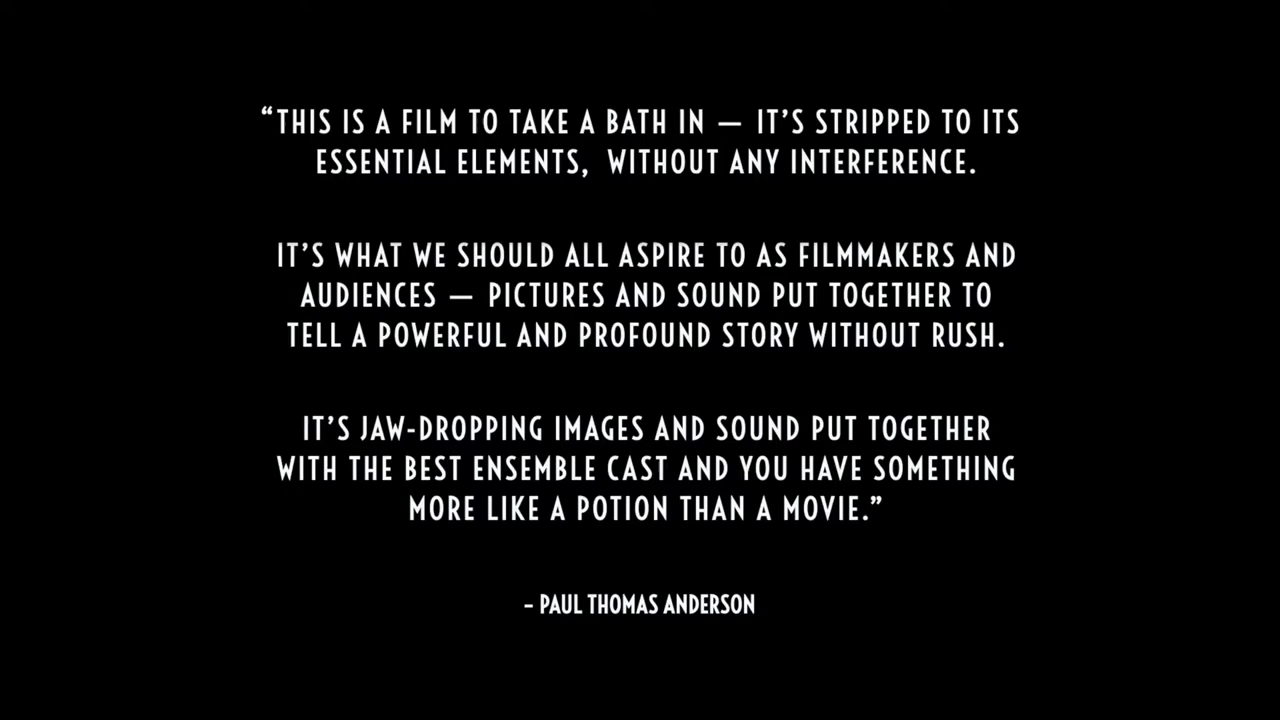 “THIS IS A FILM TO TAKE A BATH IN — IT’S STRIPPED TO ITS
ESSENTIAL ELEMENTS, WITHOUT ANY INTERFERENCE.
IT’S WHAT WE SHOULD ALL ASPIRE TO AS FILMMAKERS AND
AUDIENCES — PICTURES AND SOUND PUT TOGETHER TO
TELL A POWERFUL AND PROFOUND STORY WITHOUT RUSH.
IT’S JAW-DROPPING IMAGES AND SOUND PUT TOGETHER
WITH THE BEST ENSEMBLE CAST AND YOU HAVE SOMETHING
MORE LIKE A POTION THAN A MOVIE.”
– PAUL THOMAS ANDERSON